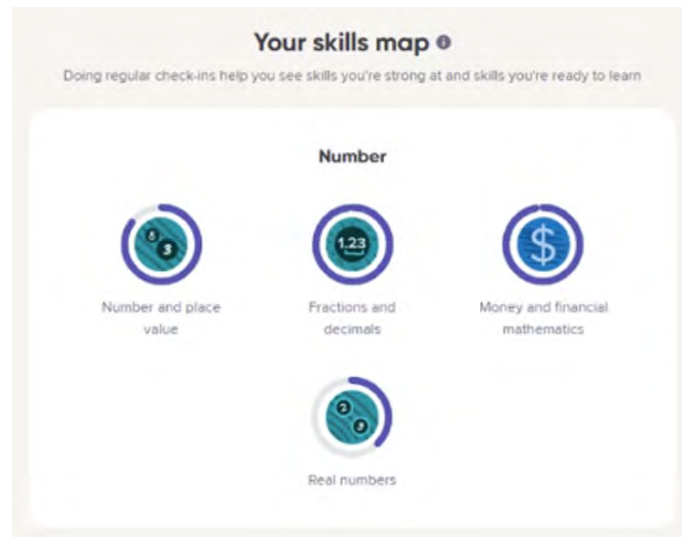 Your skills map
Doing regular check-ins help you see skills you're strong at and skills you're ready to learn
Number
1.23
$
Number and place
value
Fractions and
decimals
Money and financial
mathematics
2
3
Real numbers